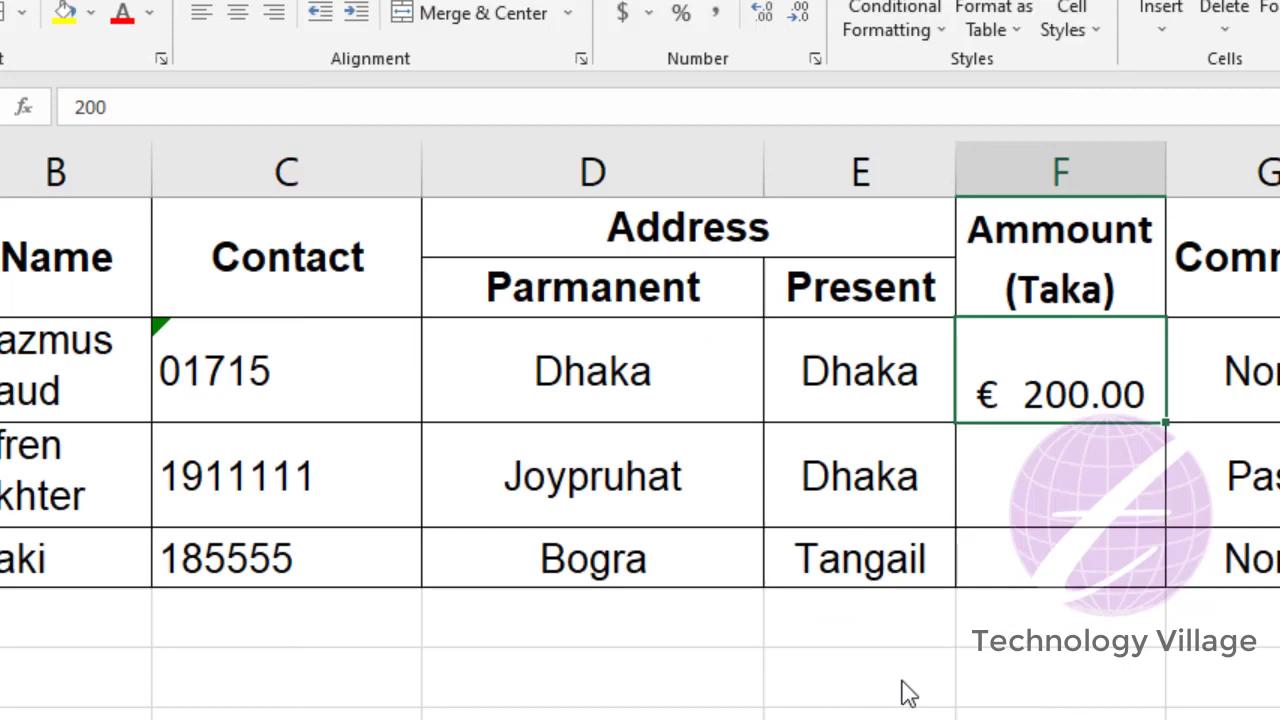 Merge & Center
$ % ,
Conditional Formatting
Format as Table
Cell Styles
Insert
Delete
Alignment
Number
Styles
Cells
fx 200
B C D E F G
Name Contact Address Ammount (Taka)
Parmanent Present
01715 Dhaka Dhaka € 200.00
1911111 Joypruhat Dhaka
185555 Bogra Tangail
Technology Village